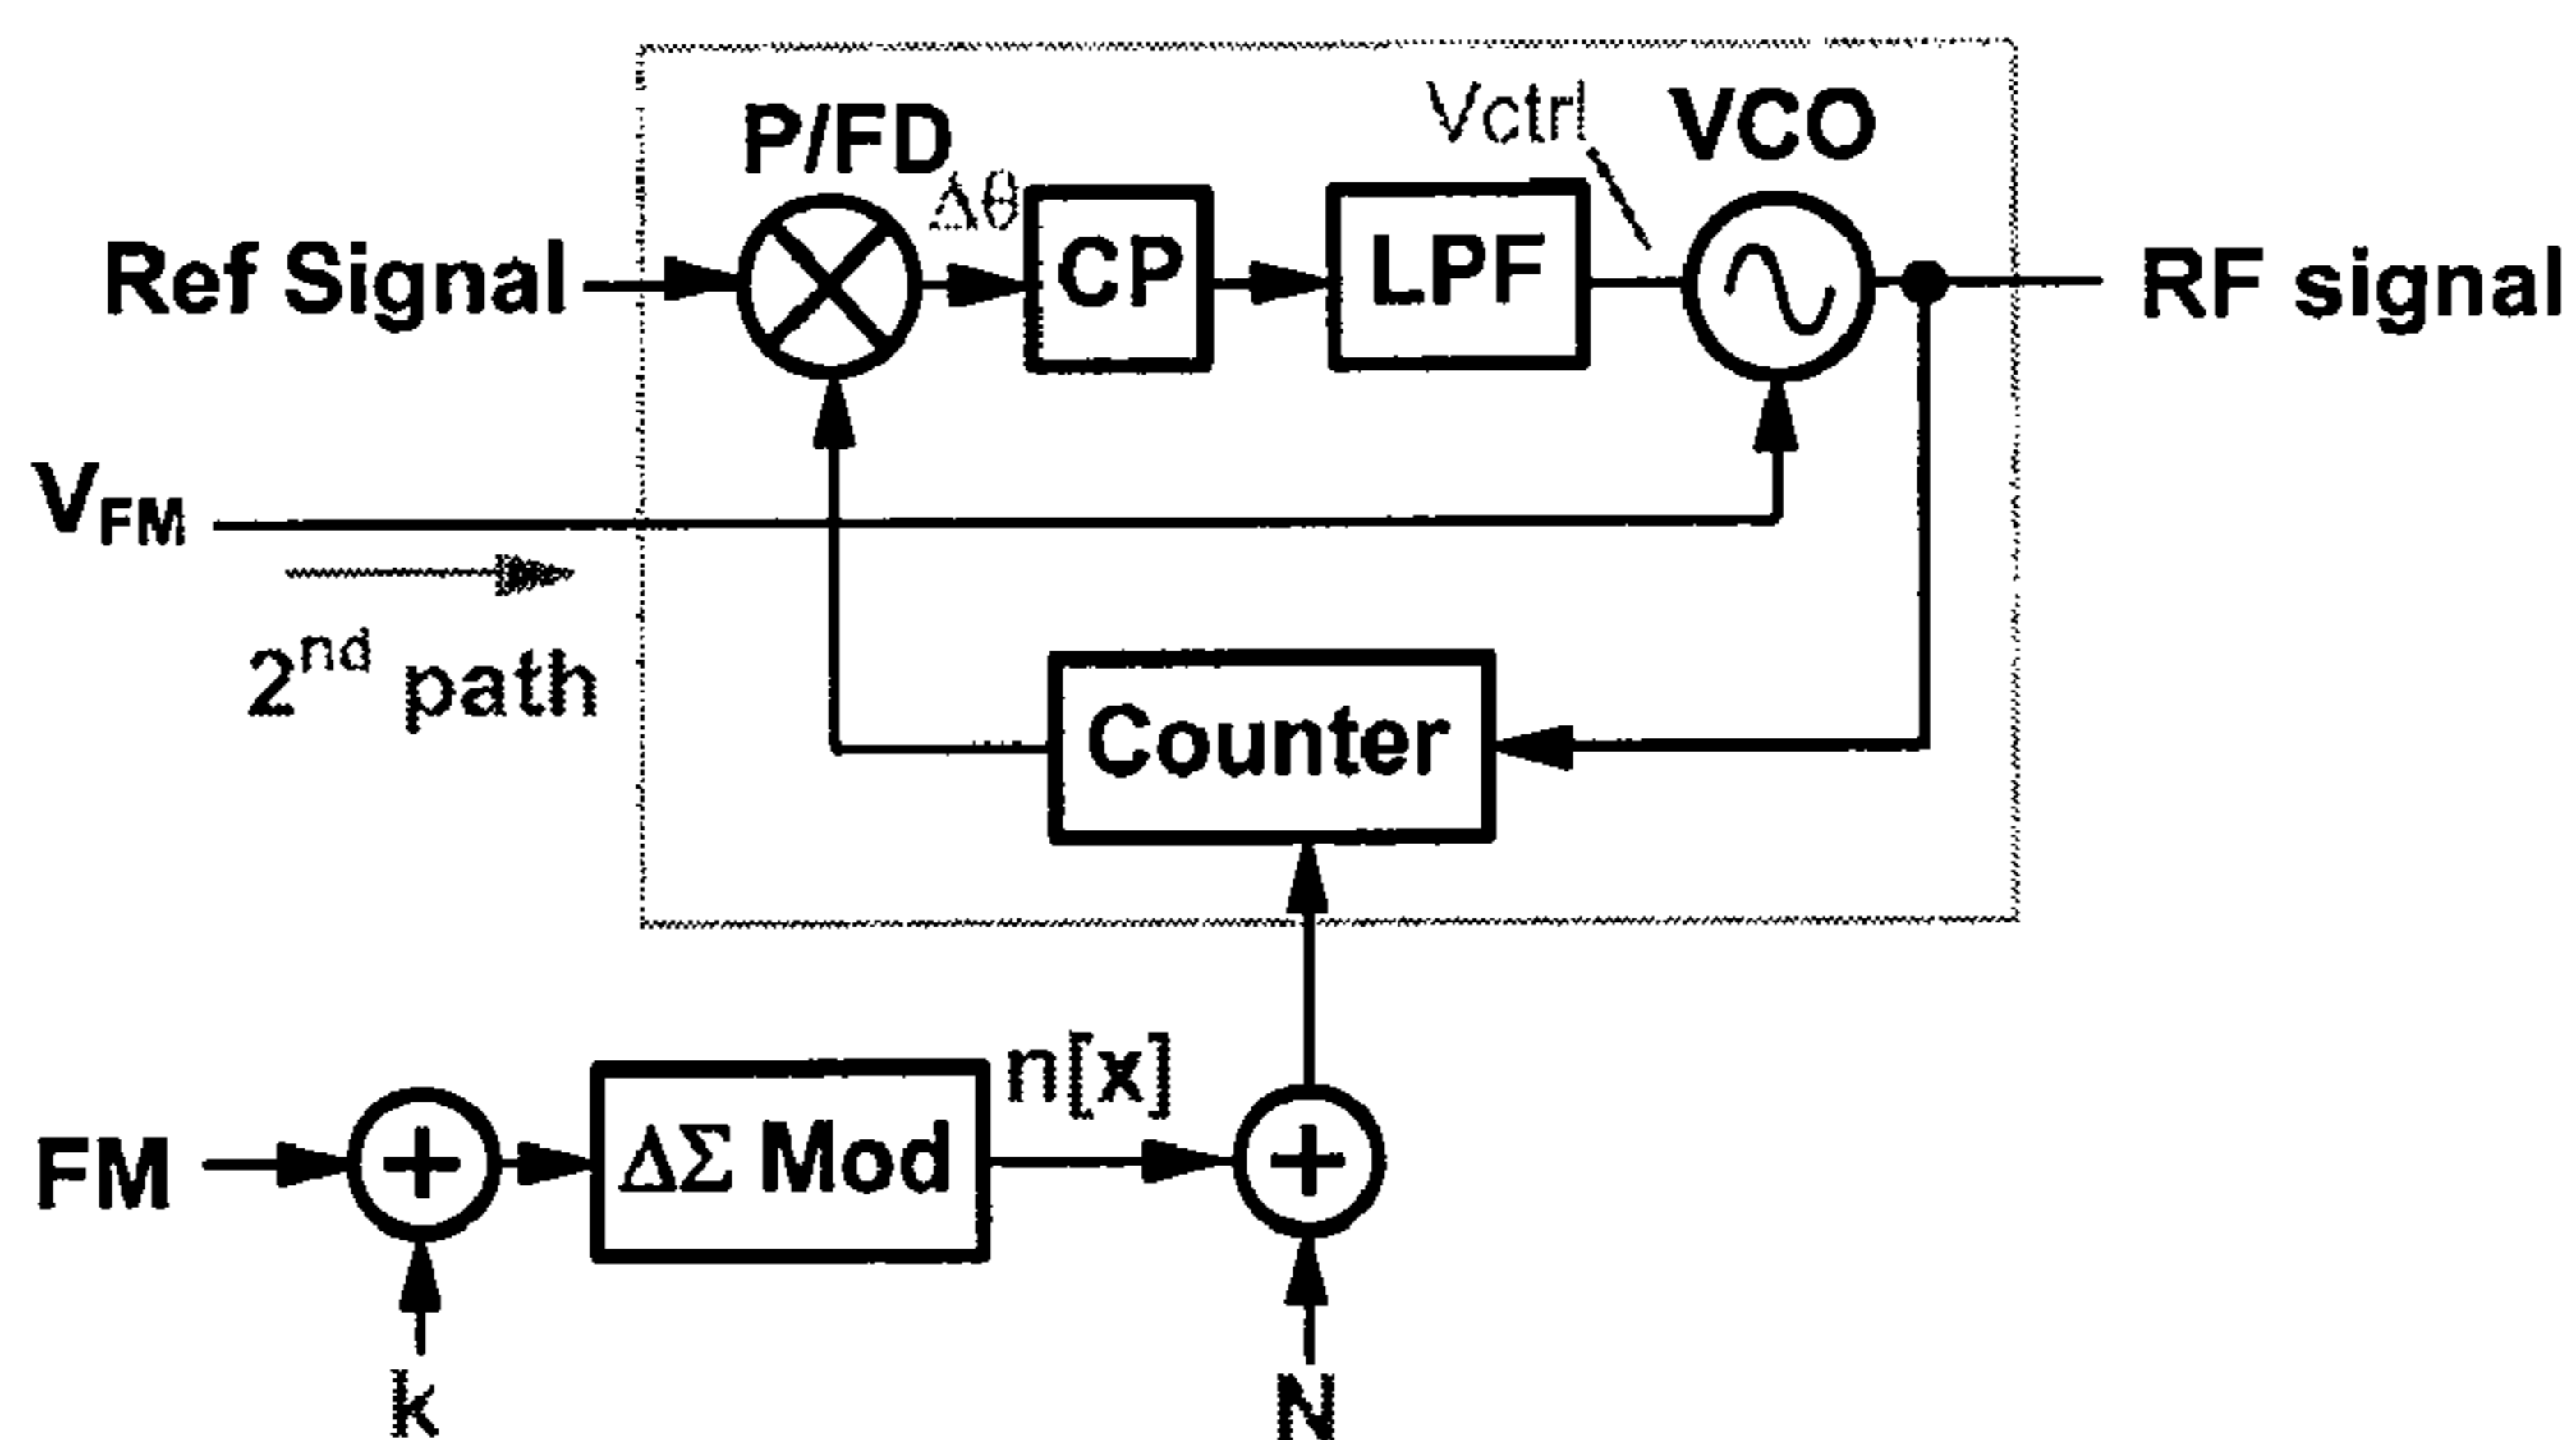 P/FD
Δθ
Vctrl
VCO
Ref Signal
CP
LPF
RF signal
VFM
2nd path
Counter
n[x]
FM
+
ΔΣ Mod
+
k
N